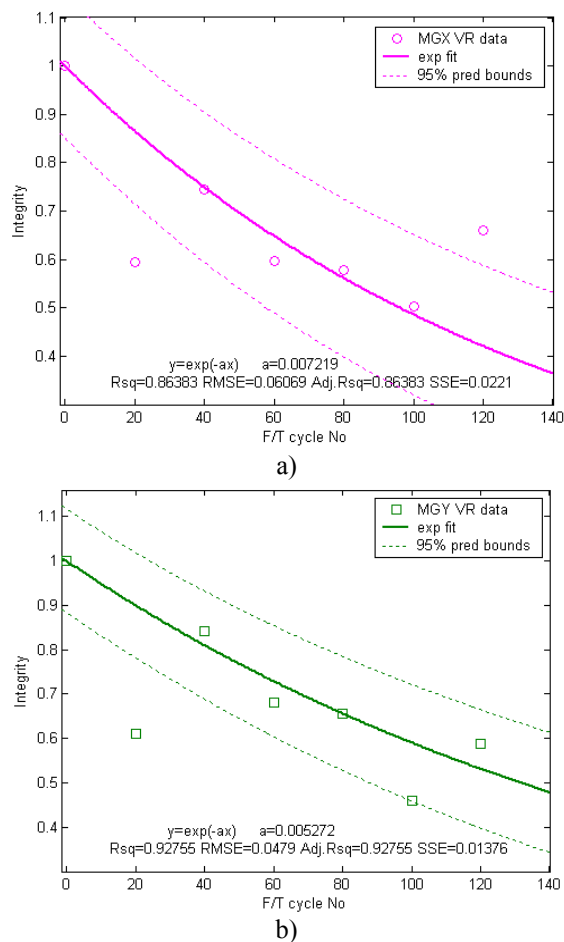 1.1
1
0.9
0.8
0.7
0.6
0.5
0.4
Integrity
MGX VR data
exp fit
95% pred bounds
y=exp(-ax) a=0.007219
Rsq=0.86383 RMSE=0.06069 Adj.Rsq=0.86383 SSE=0.0221
0 20 40 60 80 100 120 140
F/T cycle No
a)
1.1
1
0.9
0.8
0.7
0.6
0.5
0.4
Integrity
MGY VR data
exp fit
95% pred bounds
y=exp(-ax) a=0.005272
Rsq=0.92755 RMSE=0.0479 Adj.Rsq=0.92755 SSE=0.01376
0 20 40 60 80 100 120 140
F/T cycle No
b)